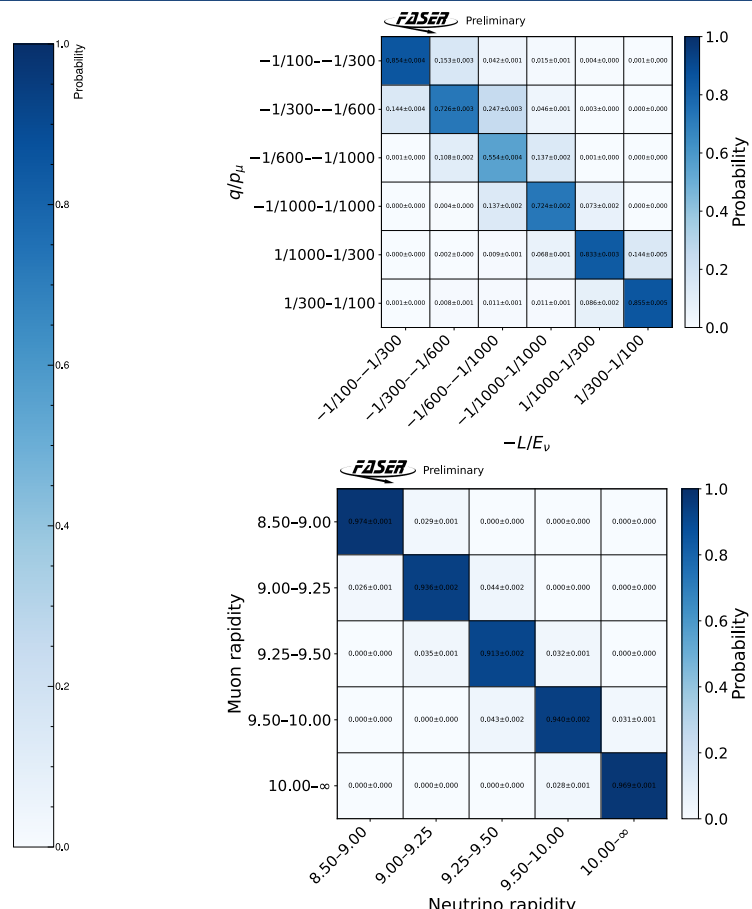 1.0
Probability
0.8
0.6
0.4
0.2
0.0
FASER Preliminary
−1/100-−1/300 0.854±0.004 0.153±0.003 0.042±0.001 0.015±0.001 0.004±0.000 0.001±0.000
−1/300-−1/600 0.144±0.004 0.726±0.003 0.247±0.003 0.046±0.001 0.003±0.000 0.000±0.000
−1/600-−1/1000 0.001±0.000 0.108±0.002 0.554±0.004 0.137±0.002 0.001±0.000 0.000±0.000
−1/1000-1/1000 0.000±0.000 0.004±0.000 0.137±0.002 0.724±0.002 0.073±0.002 0.000±0.000
1/1000-1/300 0.000±0.000 0.002±0.000 0.009±0.001 0.068±0.001 0.833±0.003 0.144±0.005
1/300-1/100 0.001±0.000 0.008±0.001 0.011±0.001 0.011±0.001 0.086±0.002 0.855±0.005
q/pμ
−1/100-−1/300 −1/300-−1/600 −1/600-−1/1000 −1/1000-1/1000 1/1000-1/300 1/300-1/100
−L/Eν
1.0
0.8
0.6
0.4
0.2
0.0
Probability
FASER Preliminary
8.50–9.00 0.974±0.001 0.029±0.001 0.000±0.000 0.000±0.000 0.000±0.000
9.00–9.25 0.026±0.001 0.936±0.002 0.044±0.002 0.000±0.000 0.000±0.000
9.25–9.50 0.000±0.000 0.035±0.001 0.913±0.002 0.032±0.001 0.000±0.000
9.50–10.00 0.000±0.000 0.000±0.000 0.043±0.002 0.940±0.002 0.031±0.001
10.00–∞ 0.000±0.000 0.000±0.000 0.000±0.000 0.028±0.001 0.969±0.001
Muon rapidity
8.50–9.00 9.00–9.25 9.25–9.50 9.50–10.00 10.00–∞
Neutrino rapidity
1.0
0.8
0.6
0.4
0.2
0.0
Probability